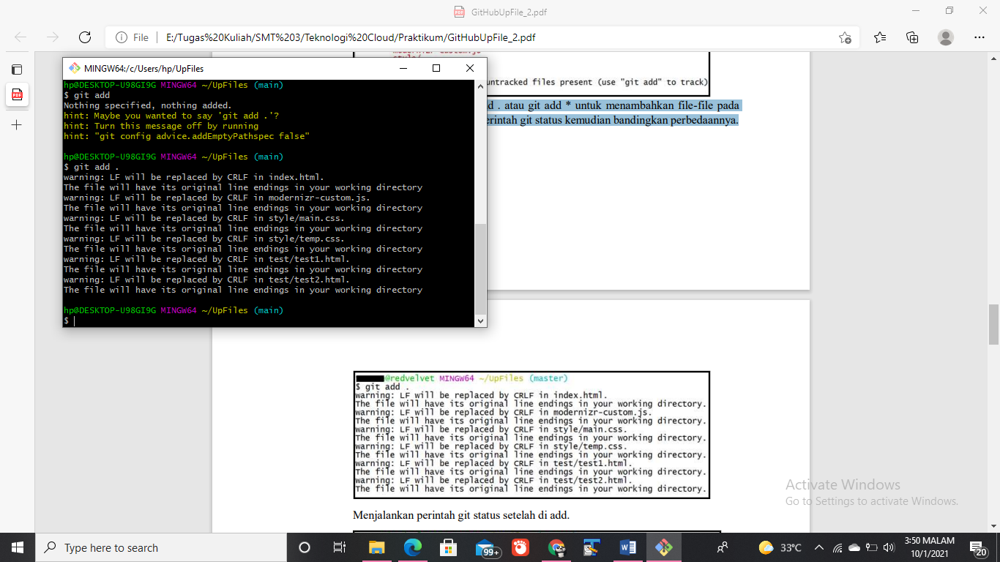 GitHubUpFile_2.pdf
File
E:/Tugas%20Kuliah/SMT%203/Teknologi%20Cloud/Praktikum/GitHubUpFile_2.pdf
untracked files present (use "git add" to track)
d . atau git add * untuk menambahkan file-file pada
erintah git status kemudian bandingkan perbedaannya.
MINGW64:/c/Users/hp/UpFiles
hp@DESKTOP-U98GI9G MINGW64 ~/UpFiles (main)
$ git add
Nothing specified, nothing added.
hint: Maybe you wanted to say 'git add .'?
hint: Turn this message off by running
hint: "git config advice.addEmptyPathspec false"
hp@DESKTOP-U98GI9G MINGW64 ~/UpFiles (main)
$ git add .
warning: LF will be replaced by CRLF in index.html.
The file will have its original line endings in your working directory
warning: LF will be replaced by CRLF in modernizr-custom.js.
The file will have its original line endings in your working directory
warning: LF will be replaced by CRLF in style/main.css.
The file will have its original line endings in your working directory
warning: LF will be replaced by CRLF in style/temp.css.
The file will have its original line endings in your working directory
warning: LF will be replaced by CRLF in test/test1.html.
The file will have its original line endings in your working directory
warning: LF will be replaced by CRLF in test/test2.html.
The file will have its original line endings in your working directory
hp@DESKTOP-U98GI9G MINGW64 ~/UpFiles (main)
$
@redvelvet MINGW64 ~/UpFiles (master)
$ git add .
warning: LF will be replaced by CRLF in index.html.
The file will have its original line endings in your working directory.
warning: LF will be replaced by CRLF in modernizr-custom.js.
The file will have its original line endings in your working directory.
warning: LF will be replaced by CRLF in style/main.css.
The file will have its original line endings in your working directory.
warning: LF will be replaced by CRLF in style/temp.css.
The file will have its original line endings in your working directory.
warning: LF will be replaced by CRLF in test/test1.html.
The file will have its original line endings in your working directory.
warning: LF will be replaced by CRLF in test/test2.html.
The file will have its original line endings in your working directory.
Menjalankan perintah git status setelah di add.
Activate Windows
Go to Settings to activate Windows.
Type here to search
99+
33°C
3:50 MALAM
10/1/2021
20